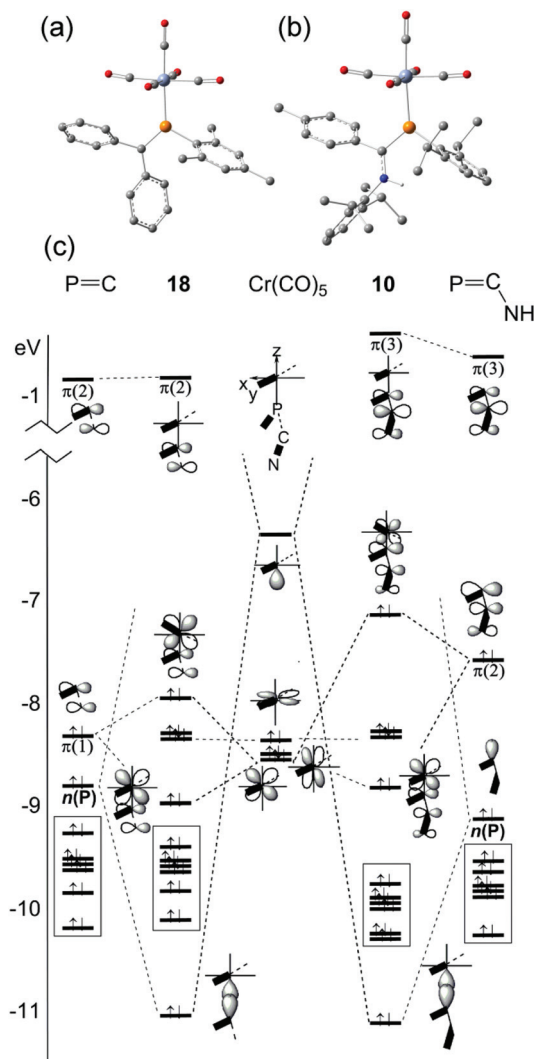 (a)
(b)
(c)
P=C 18 Cr(CO)5 10 P=C
NH
eV
-1
-6
-7
-8
-9
-10
-11
π(2)
π(2)
z
x
y
P
C
N
π(3)
π(3)
π(1)
n(P)
π(2)
n(P)